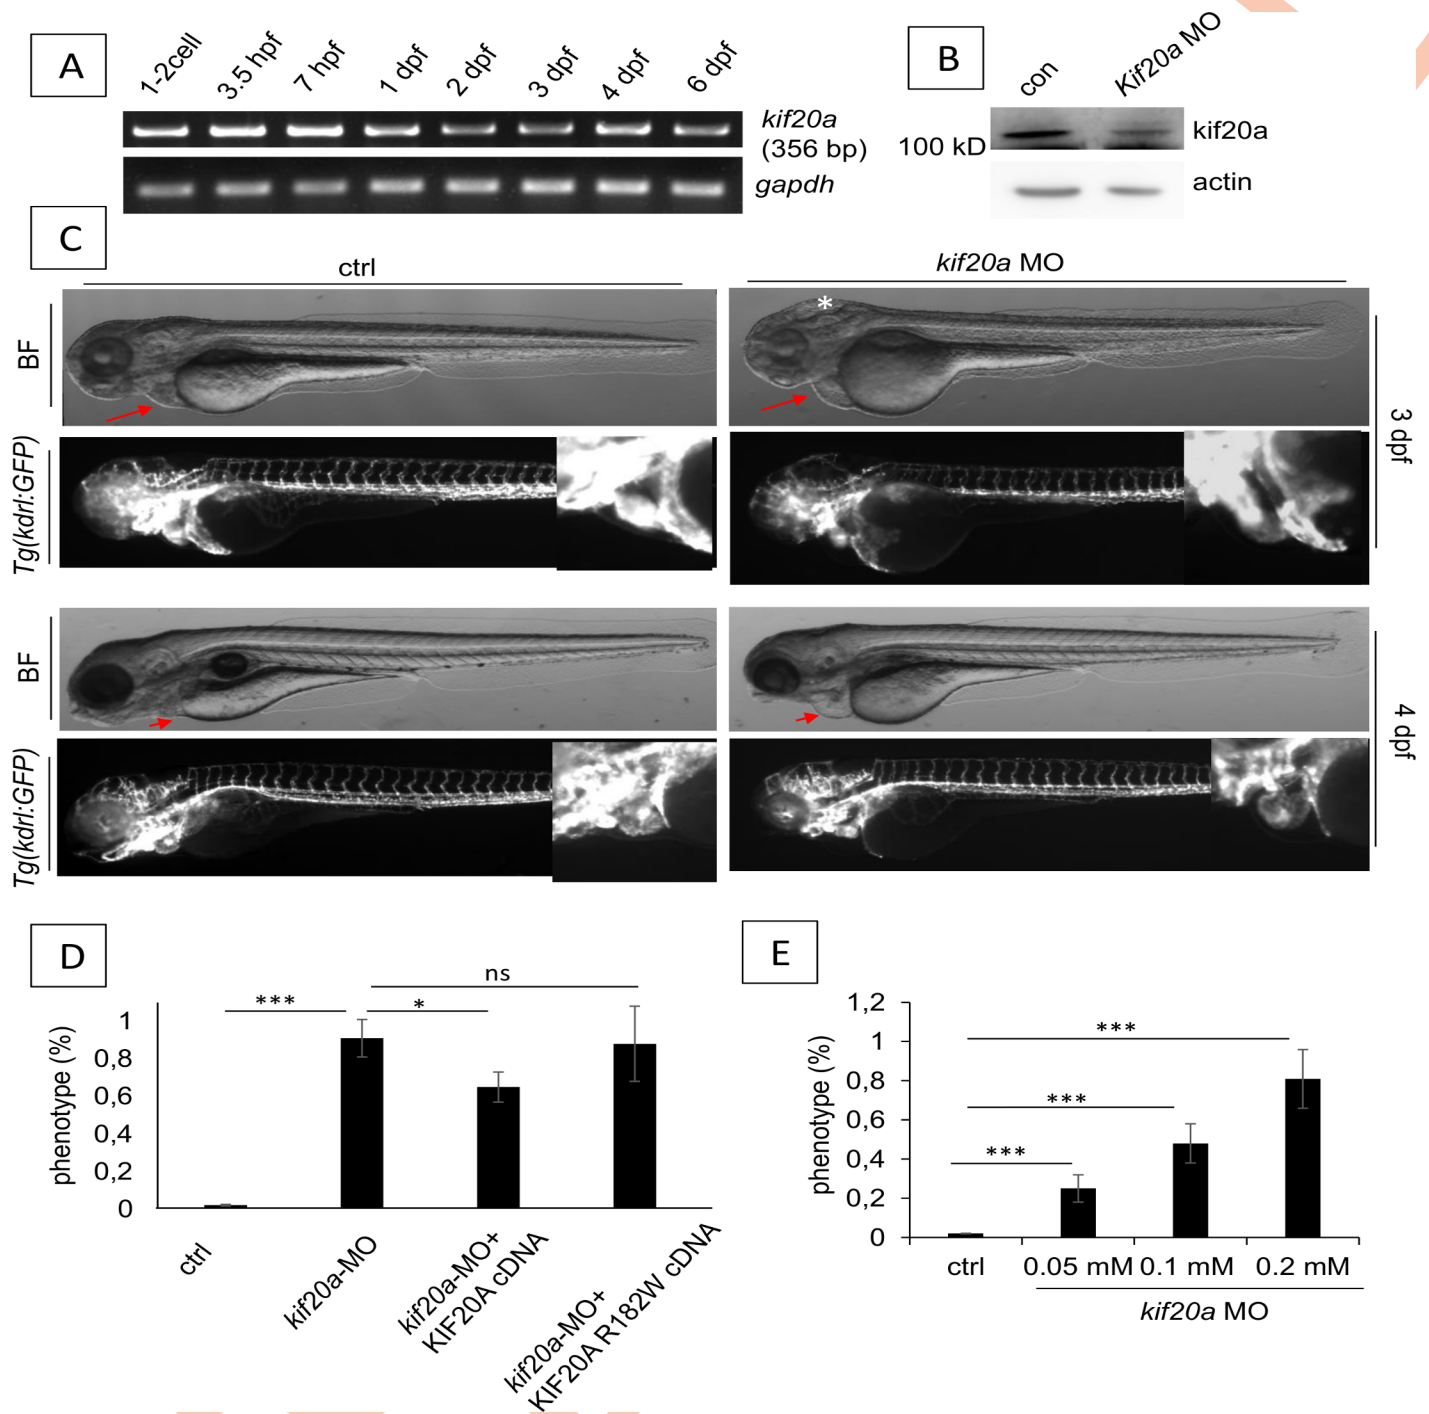 A
1-2cell
3.5 hpf
7 hpf
1 dpf
2 dpf
3 dpf
4 dpf
6 dpf
kif20a
(356 bp)
gapdh
B
con
Kif20a MO
100 kD
kif20a
actin
C
ctrl
kif20a MO
BF
*
Tg(kdrl:GFP)
3 dpf
BF
Tg(kdrl:GFP)
4 dpf
D
ns
***
*
phenotype (%)
1
0,8
0,6
0,4
0,2
0
ctrl
kif20a-MO
kif20a-MO+
KIF20A cDNA
kif20a-MO+
KIF20A R182W cDNA
E
phenotype (%)
1,2
1
0,8
0,6
0,4
0,2
0
***
***
***
ctrl
0.05 mM
0.1 mM
0.2 mM
kif20a MO